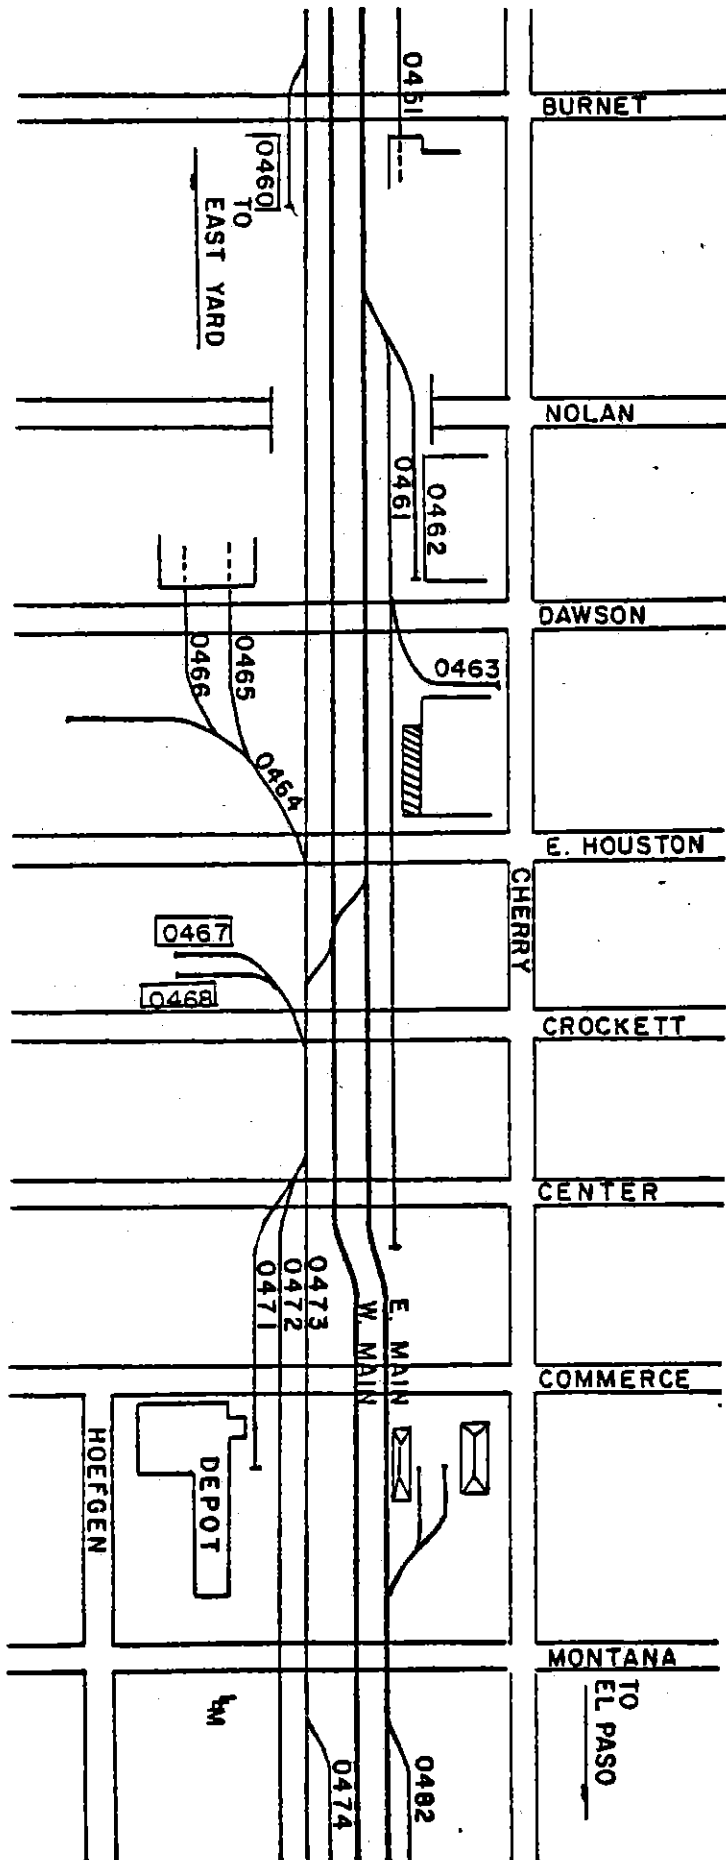 0451
BURNET
0460
TO
EAST YARD
NOLAN
0462
0461
DAWSON
0463
0465
0466
0464
E. HOUSTON
CHERRY
0467
0468
CROCKETT
CENTER
0473
0472
0471
E. MAIN
W. MAIN
COMMERCE
HOEFGEN
DEPOT
MONTANA
TO
EL PASO
0474
0482